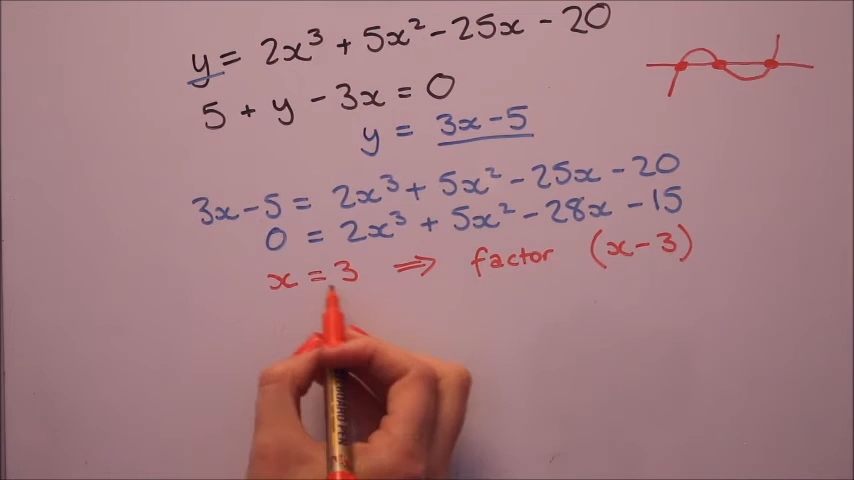 y = 2x³ + 5x² - 25x - 20
5 + y - 3x = 0
y = 3x - 5
3x - 5 = 2x³ + 5x² - 25x - 20
0 = 2x³ + 5x² - 28x - 15
x = 3 ⇒ factor (x - 3)